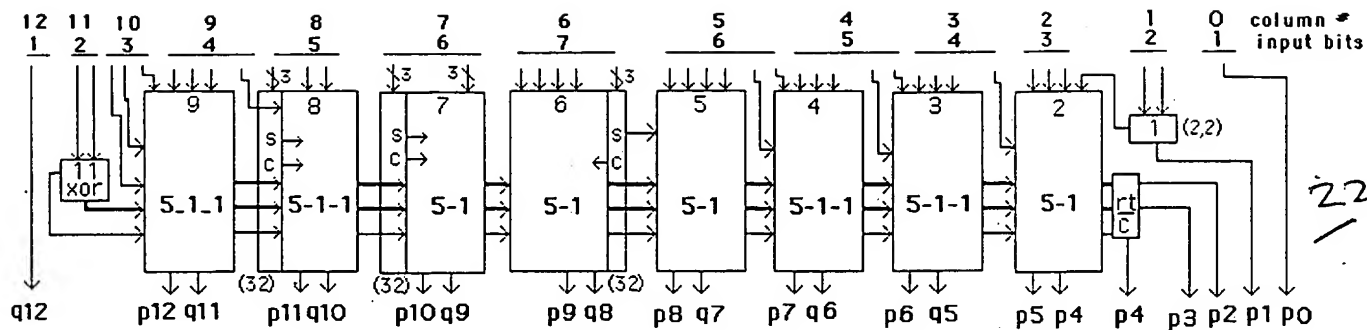 12 11 10 9 8 7 6 5 4 3 2 1 0 column #
1 2 3 4 5 6 7 6 5 4 3 2 1 input bits
3 3 3 3
9 8 7 6 5 4 3 2 1 (2,2)
S S S
C C C
11
xor
5_1_1 5-1-1 5-1 5-1 5-1 5-1-1 5-1-1 5-1 rt
C
22
(32) (32) (32)
q12 p12 q11 p11 q10 p10 q9 p9 q8 p8 q7 p7 q6 p6 q5 p5 p4 p4 p3 p2 p1 p0